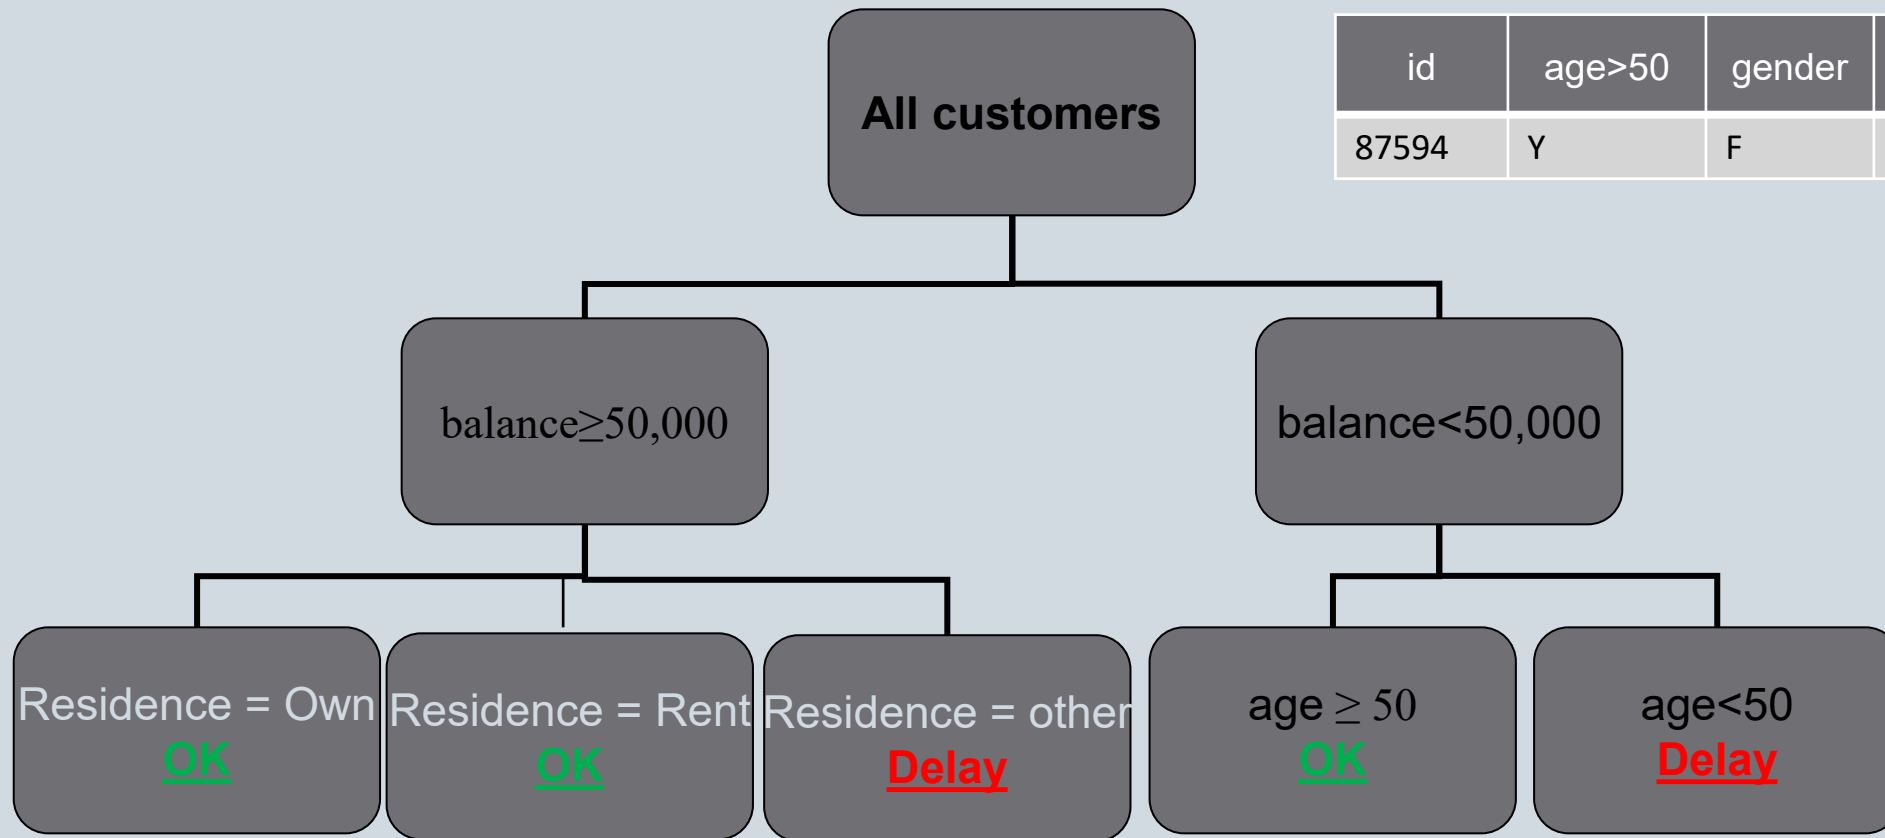 All customers
id age>50 gender
87594 Y F
balance≥50,000
balance<50,000
Residence = Own
OK
Residence = Rent
OK
Residence = other
Delay
age ≥ 50
OK
age<50
Delay